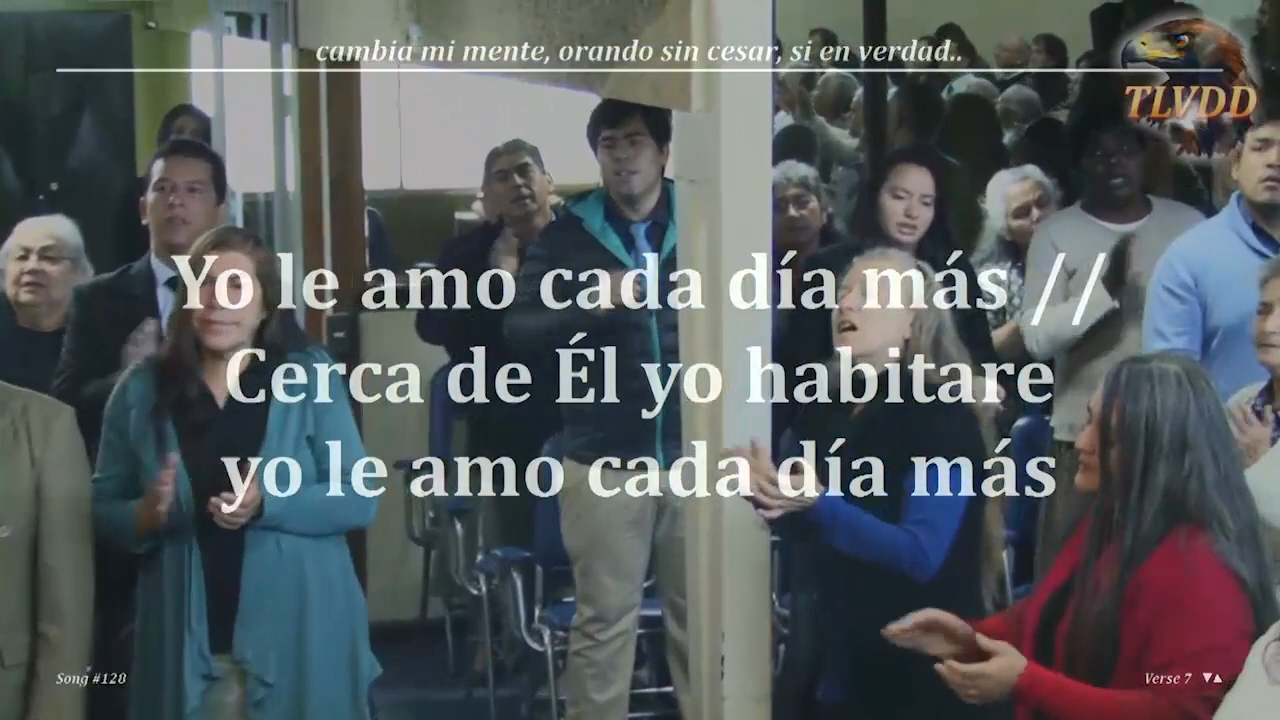 cambia mi mente, orando sin cesar, si en verdad..
TLVDD
Yo le amo cada día más //
Cerca de Él yo habitare
yo le amo cada día más
Song #128
Verse 7 ▼▲